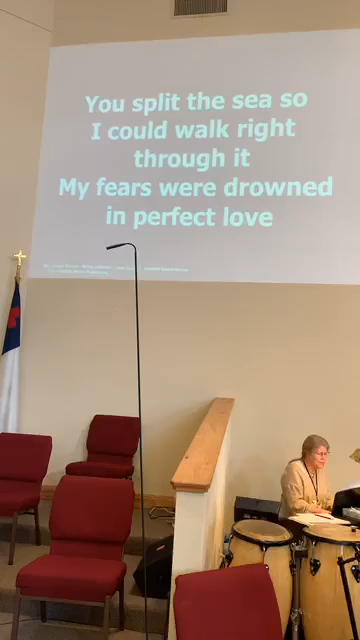 You split the sea so
I could walk right
through it
My fears were drowned
in perfect love